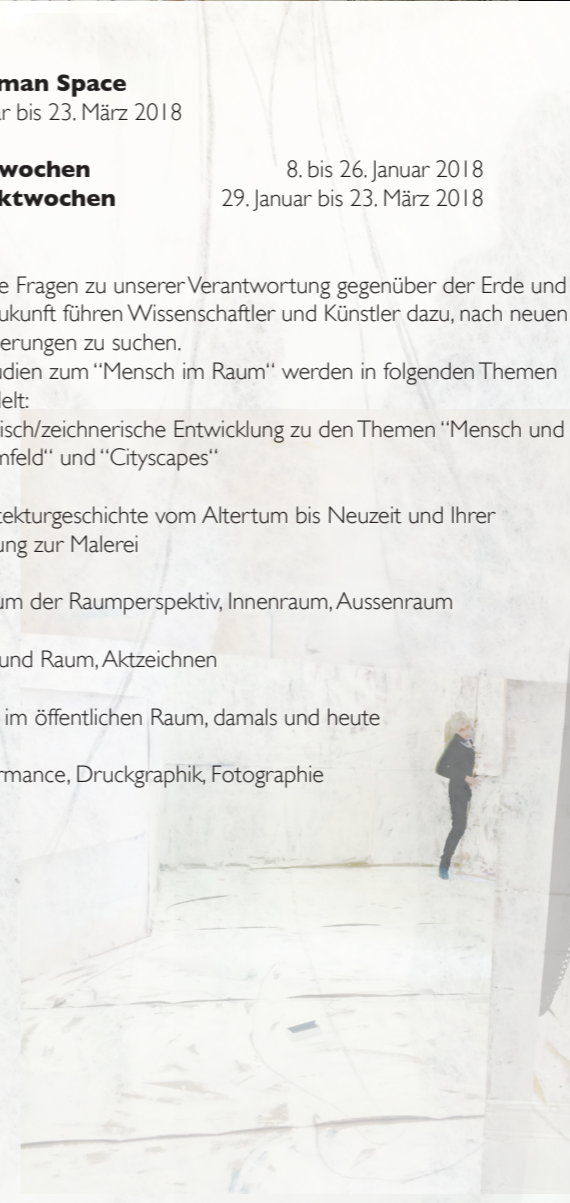 man Space
ar bis 23. März 2018
wochen 8. bis 26. Januar 2018
ktwochen 29. Januar bis 23. März 2018
e Fragen zu unserer Verantwortung gegenüber der Erde und
ukunft führen Wissenschaftler und Künstler dazu, nach neuen
erungen zu suchen.
udien zum “Mensch im Raum“ werden in folgenden Themen
delt:
isch/zeichnerische Entwicklung zu den Themen “Mensch und
mfeld“ und “Cityscapes“
tekturgeschichte vom Altertum bis Neuzeit und Ihrer
ung zur Malerei
um der Raumperspektiv, Innenraum, Aussenraum
und Raum, Aktzeichnen
im öffentlichen Raum, damals und heute
rmance, Druckgraphik, Fotographie